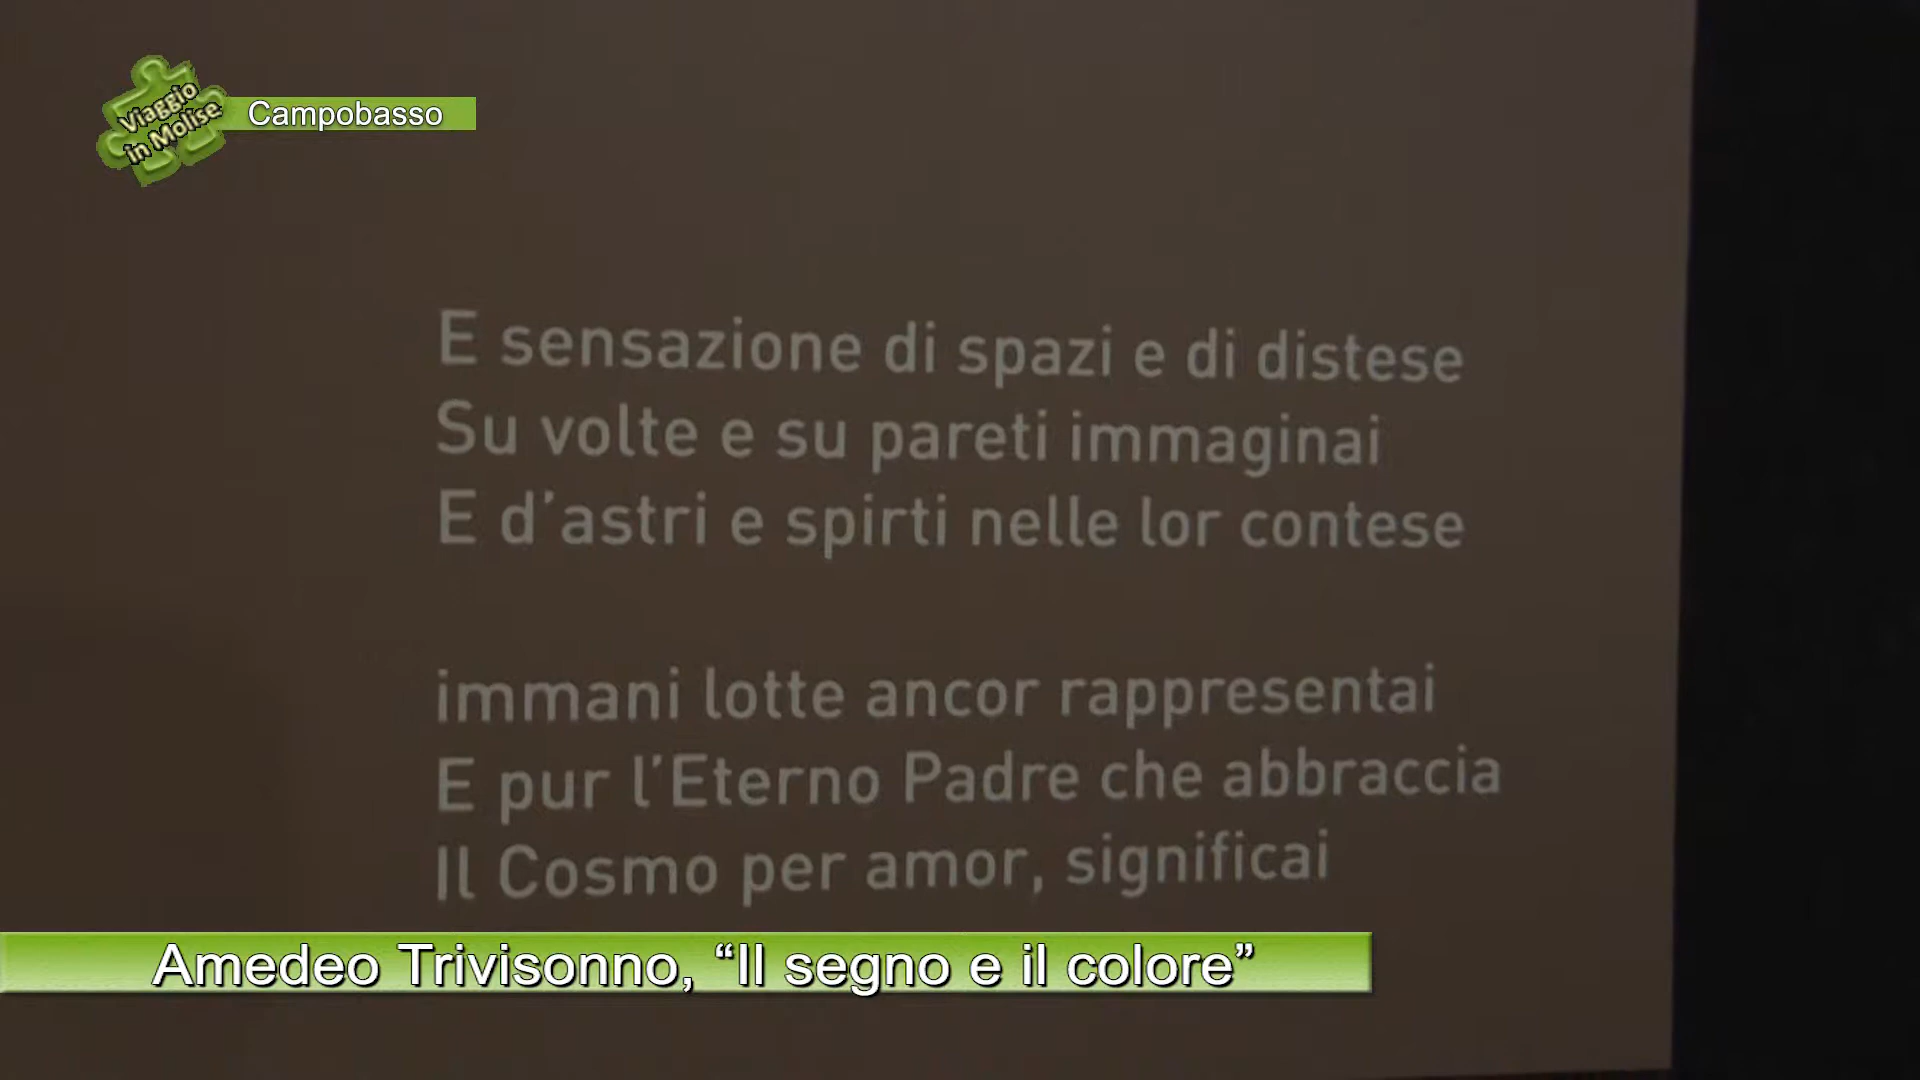 Viaggio
in Molise
Campobasso
E sensazione di spazi e di distese
Su volte e su pareti immaginai
E d’astri e spirti nelle lor contese
immani lotte ancor rappresentai
E pur l’Eterno Padre che abbraccia
Il Cosmo per amor, significai
Amedeo Trivisonno, “Il segno e il colore”